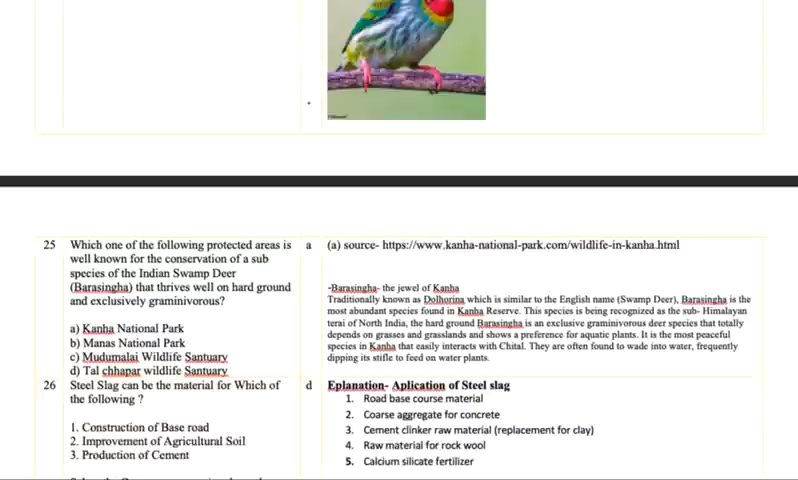 25 Which one of the following protected areas is a (a) source- https://www.kanha-national-park.com/wildlife-in-kanha.html
well known for the conservation of a sub
species of the Indian Swamp Deer
(Barasingha) that thrives well on hard ground
and exclusively graminivorous?
a) Kanha National Park
b) Manas National Park
c) Mudumalai Wildlife Santuary
d) Tal chhapar wildlife Santuary
-Barasingha- the jewel of Kanha
Traditionally known as Dolhorina which is similar to the English name (Swamp Deer), Barasingha is the
most abundant species found in Kanha Reserve. This species is being recognized as the sub- Himalayan
terai of North India, the hard ground Barasingha is an exclusive graminivorous deer species that totally
depends on grasses and grasslands and shows a preference for aquatic plants. It is the most peaceful
species in Kanha that easily interacts with Chital. They are often found to wade into water, frequently
dipping its stifle to feed on water plants.
26 Steel Slag can be the material for Which of d Eplanation- Aplication of Steel slag
the following ?
1. Construction of Base road
2. Improvement of Agricultural Soil
3. Production of Cement
1. Road base course material
2. Coarse aggregate for concrete
3. Cement clinker raw material (replacement for clay)
4. Raw material for rock wool
5. Calcium silicate fertilizer